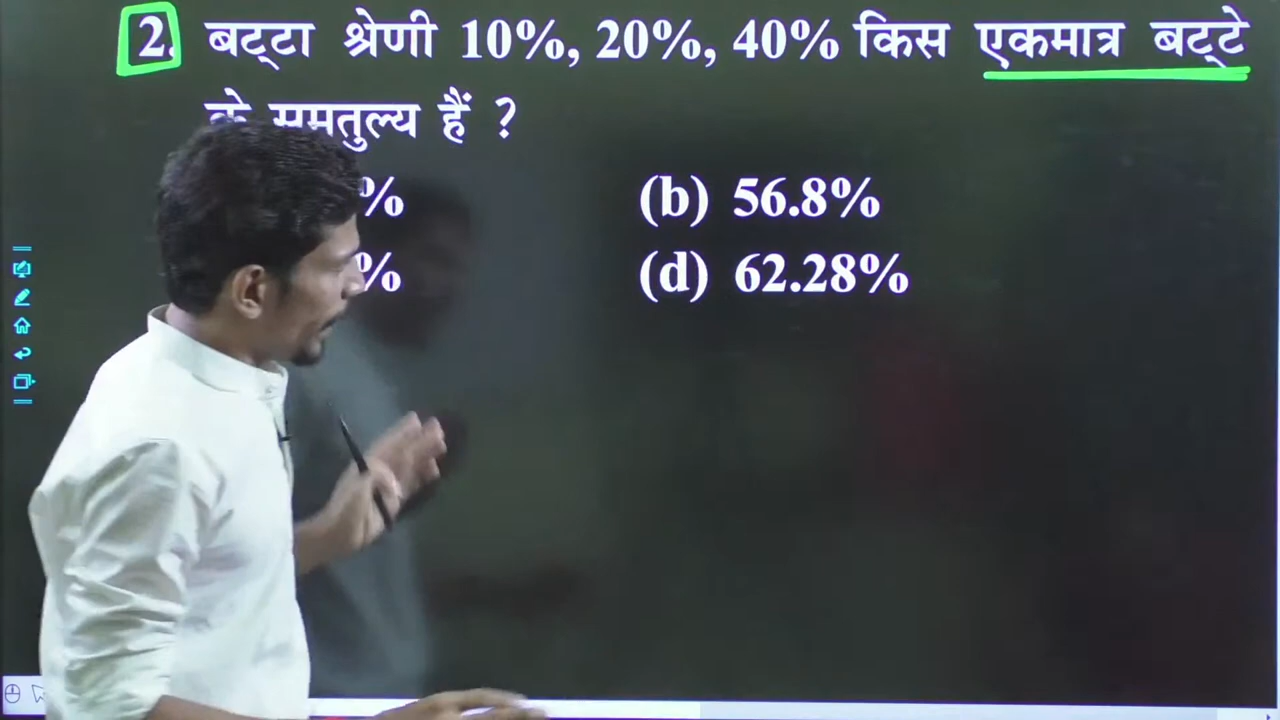 2. बट्टा श्रेणी 10%, 20%, 40% किस एकमात्र बट्टे
के समतुल्य हैं ?
% (b) 56.8%
% (d) 62.28%